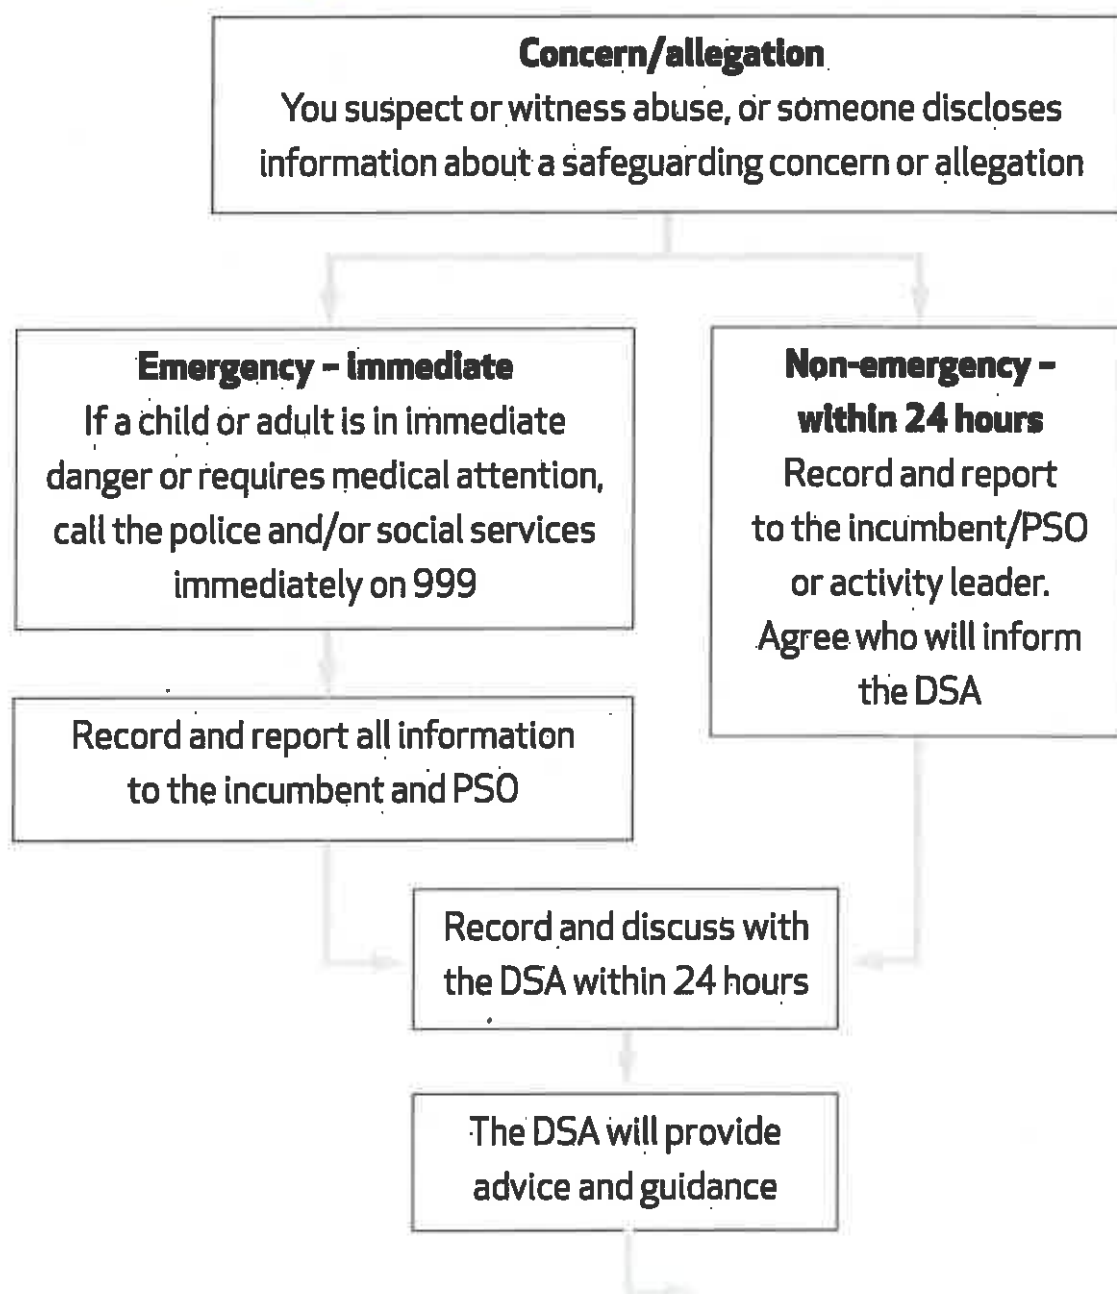 Concern/allegation
You suspect or witness abuse, or someone discloses
information about a safeguarding concern or allegation
Emergency – immediate
If a child or adult is in immediate
danger or requires medical attention,
call the police and/or social services
immediately on 999
Non-emergency –
within 24 hours
Record and report
to the incumbent/PSO
or activity leader.
Agree who will inform
the DSA
Record and report all information
to the incumbent and PSO
Record and discuss with
the DSA within 24 hours
The DSA will provide
advice and guidance